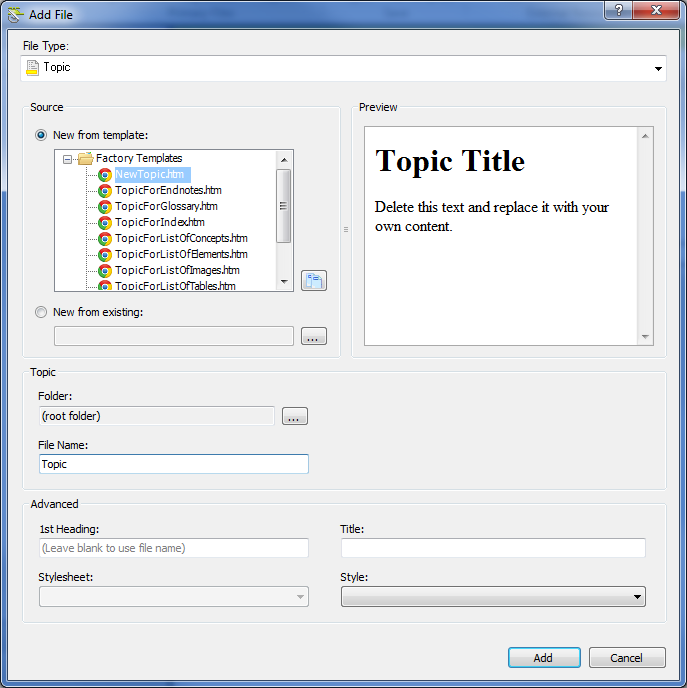 Add File
File Type:
Topic
Source
New from template:
Factory Templates
NewTopic.htm
TopicForEndnotes.htm
TopicForGlossary.htm
TopicForIndex.htm
TopicForListOfConcepts.htm
TopicForListOfElements.htm
TopicForListOfImages.htm
TopicForListOfTables.htm
New from existing:
...
Preview
Topic Title
Delete this text and replace it with your
own content.
Topic
Folder:
(root folder)
...
File Name:
Topic
Advanced
1st Heading:
(Leave blank to use file name)
Title:
Stylesheet:
Style:
Add
Cancel